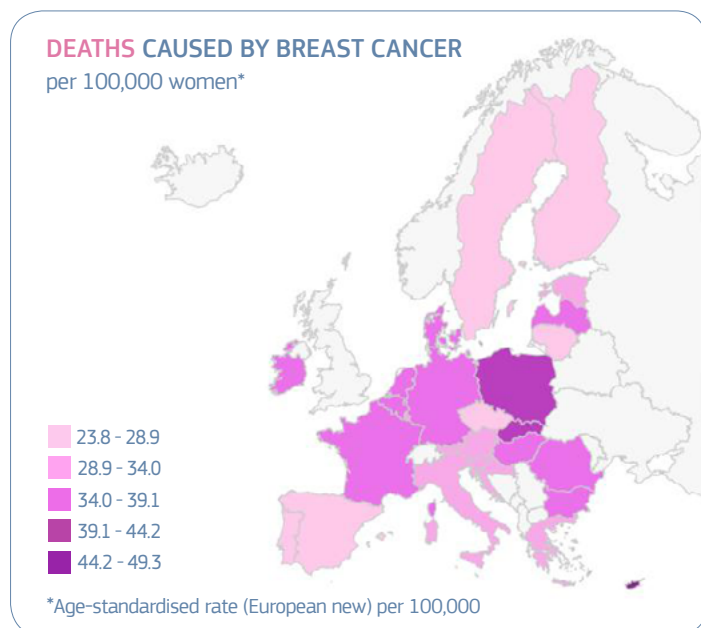 DEATHS CAUSED BY BREAST CANCER
per 100,000 women*
23.8 - 28.9
28.9 - 34.0
34.0 - 39.1
39.1 - 44.2
44.2 - 49.3
*Age-standardised rate (European new) per 100,000